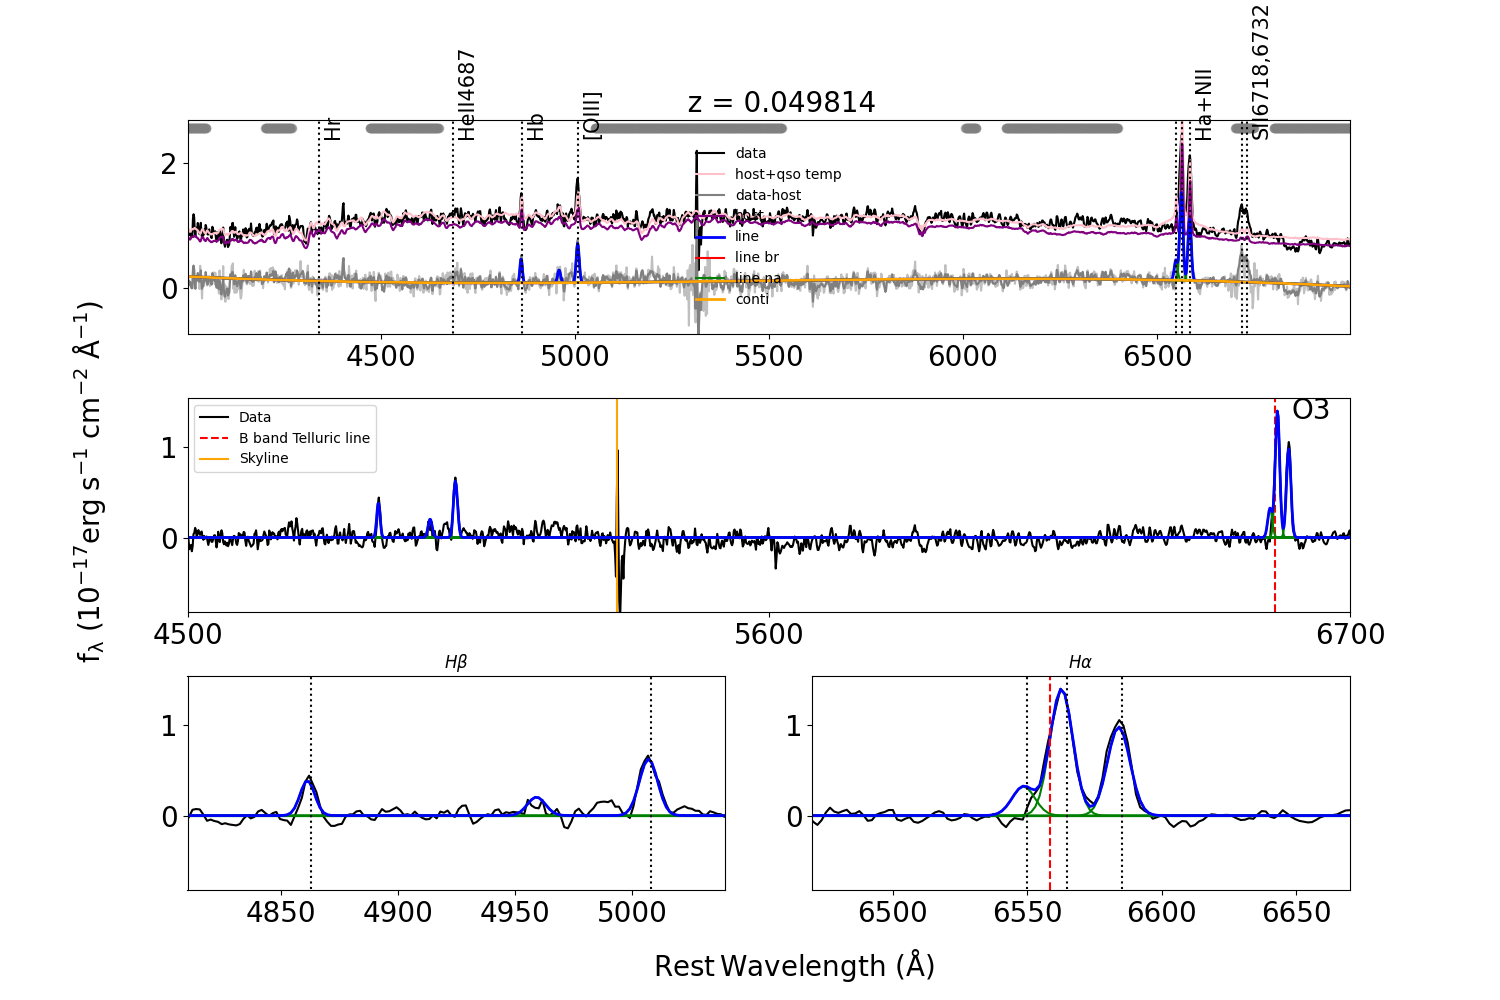 z = 0.049814
Hr
HeII4687
Hb
[OIII]
Ha+NII
SII6718,6732
data
host+qso temp
data-host
host
line
line br
line na
conti
2
0
4500
5000
5500
6000
6500
f_λ (10^{-17} erg s^{-1} cm^{-2} Å^{-1})
Data
B band Telluric line
Skyline
O3
1
0
4500
5600
6700
Hβ
1
0
4850
4900
4950
5000
Hα
1
0
6500
6550
6600
6650
Rest Wavelength (Å)